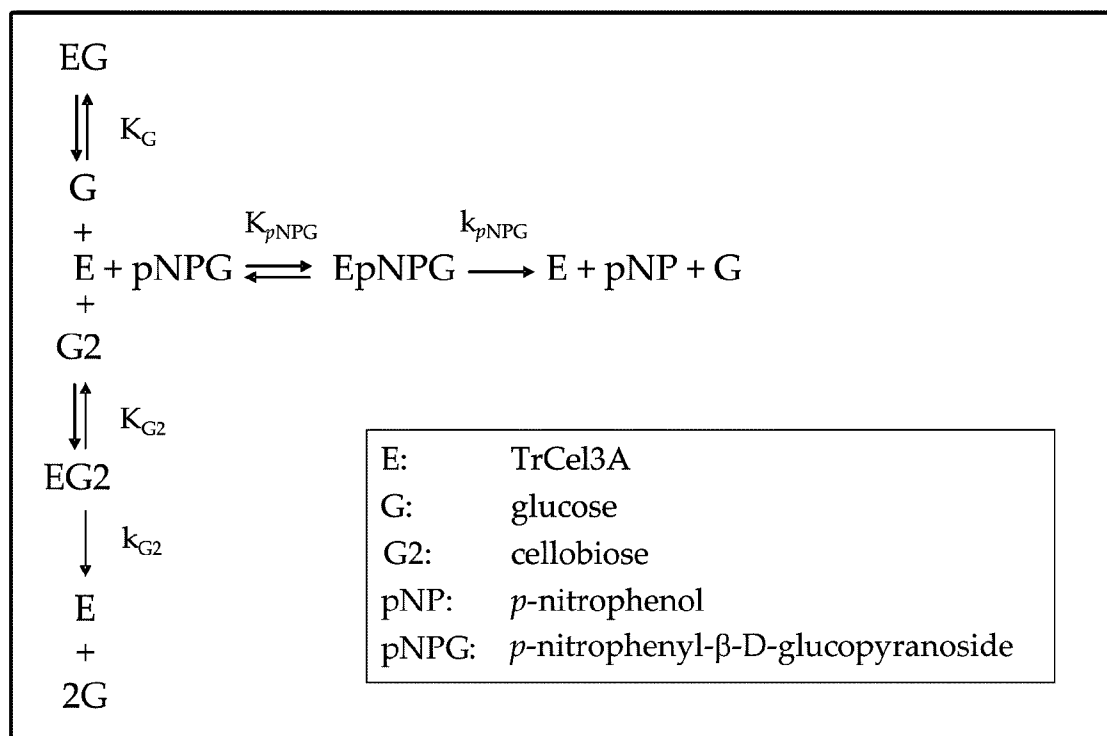 EG
K_G
G
+
K_pNPG k_pNPG
E + pNPG ⇌ EpNPG → E + pNP + G
+
G2
K_G2
EG2
k_G2
E
+
2G
E: TrCel3A
G: glucose
G2: cellobiose
pNP: p-nitrophenol
pNPG: p-nitrophenyl-β-D-glucopyranoside